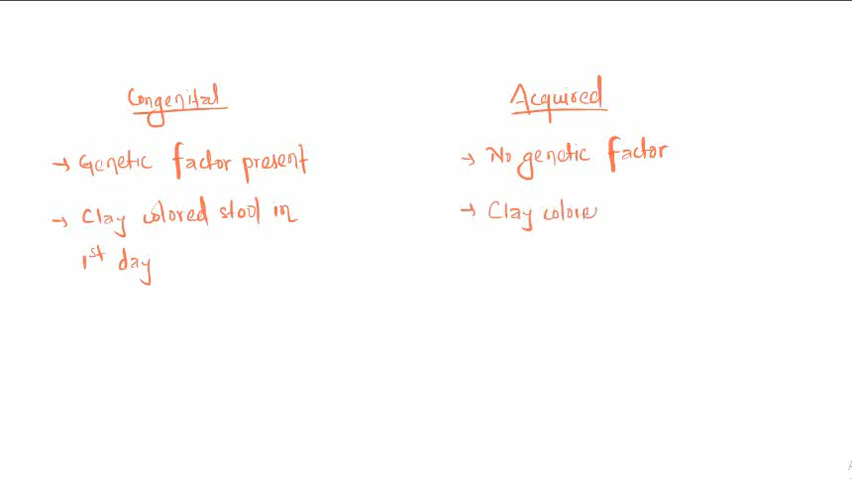 Congenital
→ Genetic factor present
→ Clay colored stool in
1st day
Acquired
→ No genetic factor
→ Clay colore